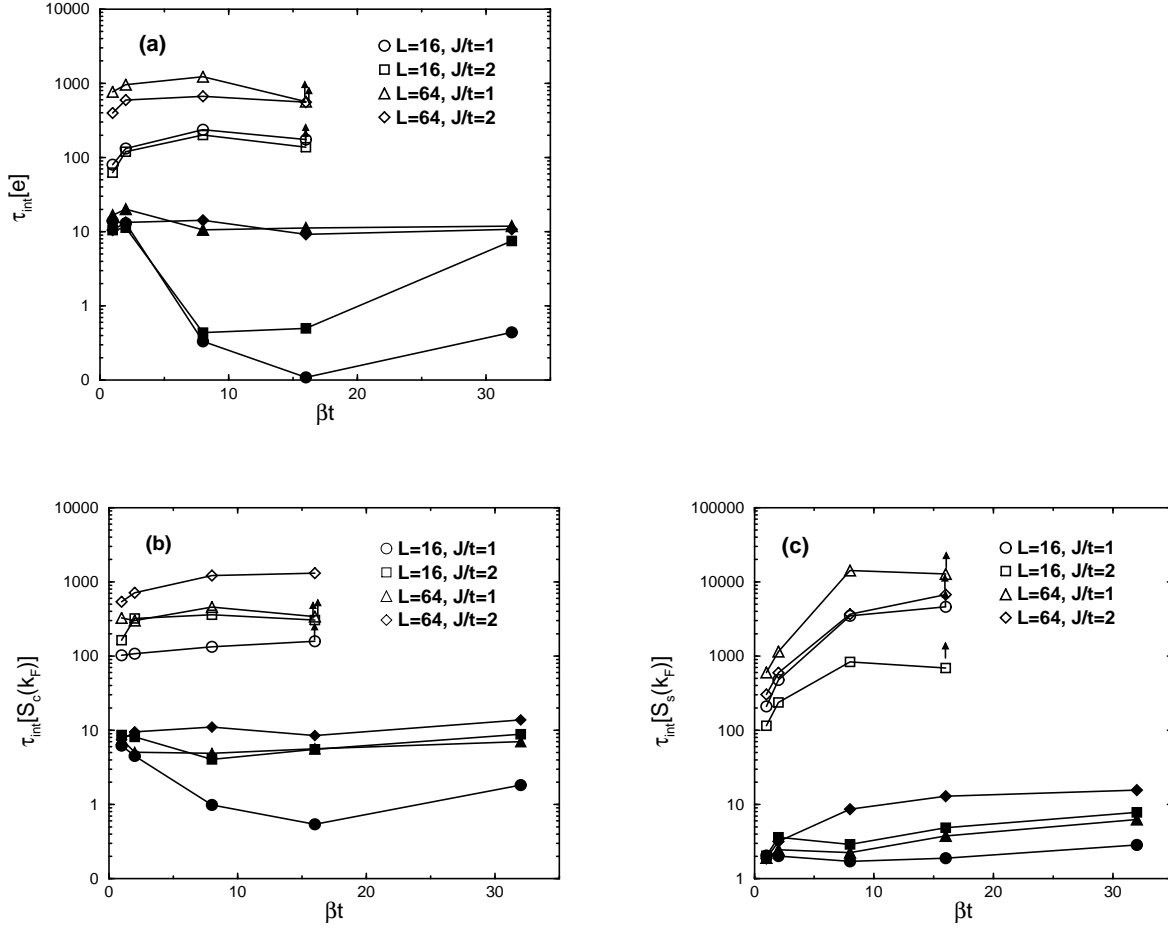 10000
1000
100
10
1
0
τint[e]
(a)
L=16, J/t=1
L=16, J/t=2
L=64, J/t=1
L=64, J/t=2
0 10 20 30
βt
10000
1000
100
10
1
0
τint[Sc(kF)]
(b)
L=16, J/t=1
L=16, J/t=2
L=64, J/t=1
L=64, J/t=2
0 10 20 30
βt
100000
10000
1000
100
10
1
τint[Ss(kF)]
(c)
L=16, J/t=1
L=16, J/t=2
L=64, J/t=1
L=64, J/t=2
0 10 20 30
βt